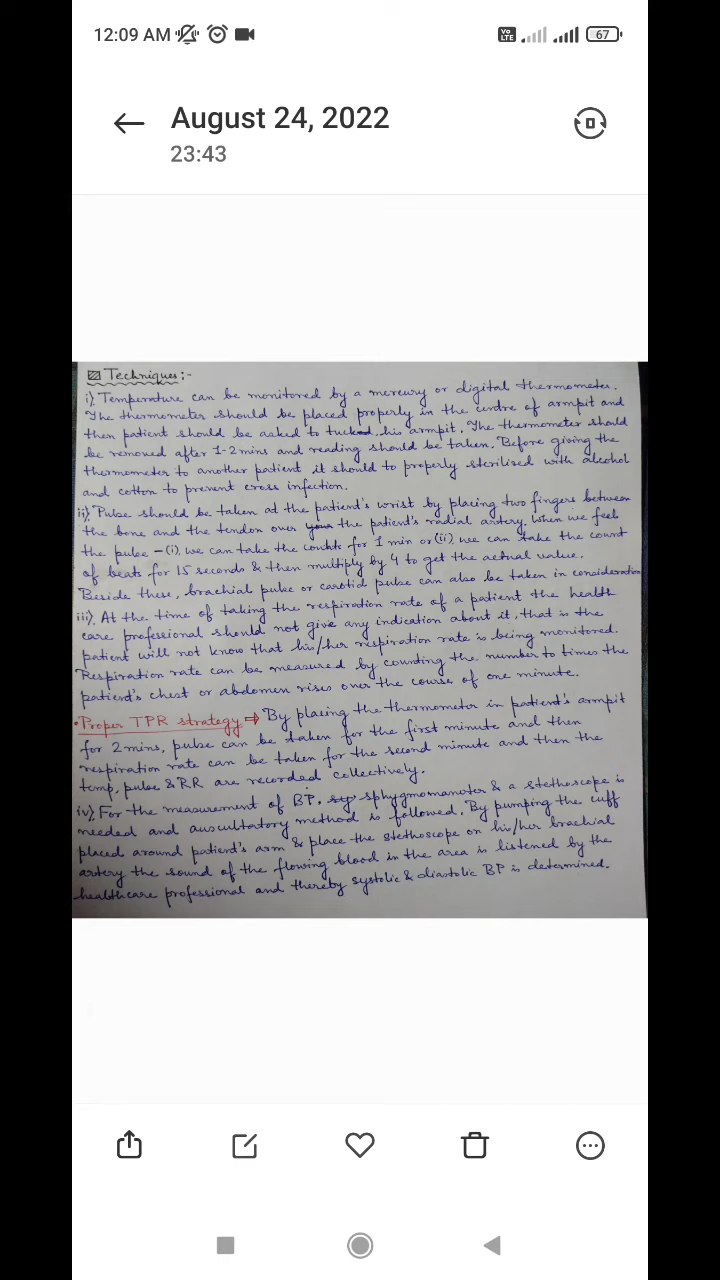 12:09 AM
Vo LTE
67
August 24, 2022
23:43
Techniques:-
i) Temperature can be monitored by a mercury or digital thermometer.
The thermometer should be placed properly in the centre of armpit and
then patient should be asked to tucked his armpit. The thermometer should
be removed after 1-2mins and reading should be taken. Before giving the
thermometer to another patient it should to properly sterilized with alcohol
and cotton to prevent cross infection.
ii) Pulse should be taken at the patient's wrist by placing two fingers between
the bone and the tendon over your the patient's radial artery. When we feel
the pulse - (i) we can take the counts for 1 min or (ii) we can take the count
of beats for 15 seconds & then multiply by 4 to get the actual value.
Beside these, brachial pulse or carotid pulse can also be taken in consideration
iii) At the time of taking the respiration rate of a patient the health
care professional should not give any indication about it, that is the
patient will not know that his/her respiration rate is being monitored.
Respiration rate can be measured by counting the number to times the
patient's chest or abdomen rises over the course of one minute.
• Proper TPR strategy ⇒ By placing the thermometer in patient's armpit
for 2 mins, pulse can be taken for the first minute and then
respiration rate can be taken for the second minute and then the
temp, pulse & RR are recorded collectively.
iv) For the measurement of BP, sphygmomanoter & a stethoscope is
needed and auscultatory method is followed. By pumping the cuff
placed around patient's arm & place the stethoscope on his/her brachial
artery the sound of the flowing blood in the area is listened by the
healthcare professional and thereby systolic & diastolic BP is determined.